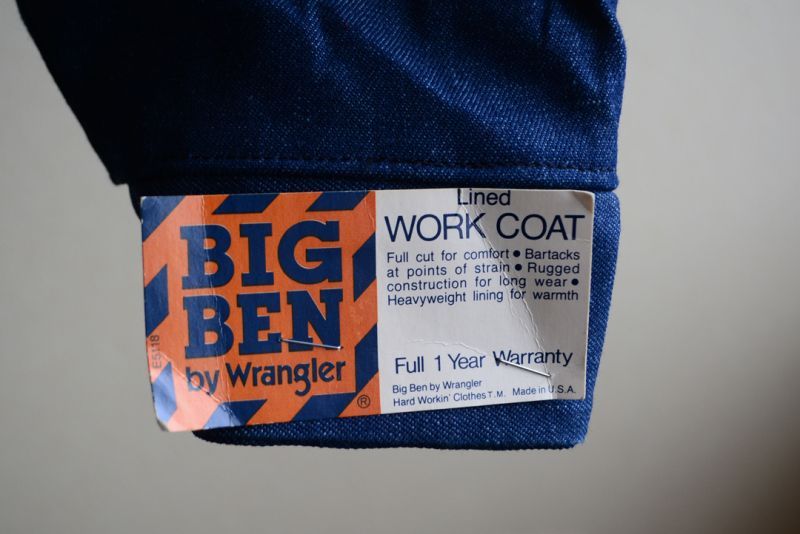 BIG
BEN
by Wrangler
®
E5118
Lined
WORK COAT
Full cut for comfort • Bartacks
at points of strain • Rugged
construction for long wear •
Heavyweight lining for warmth
Full 1 Year Warranty
Big Ben by Wrangler
Hard Workin' Clothes T.M. Made in U.S.A.